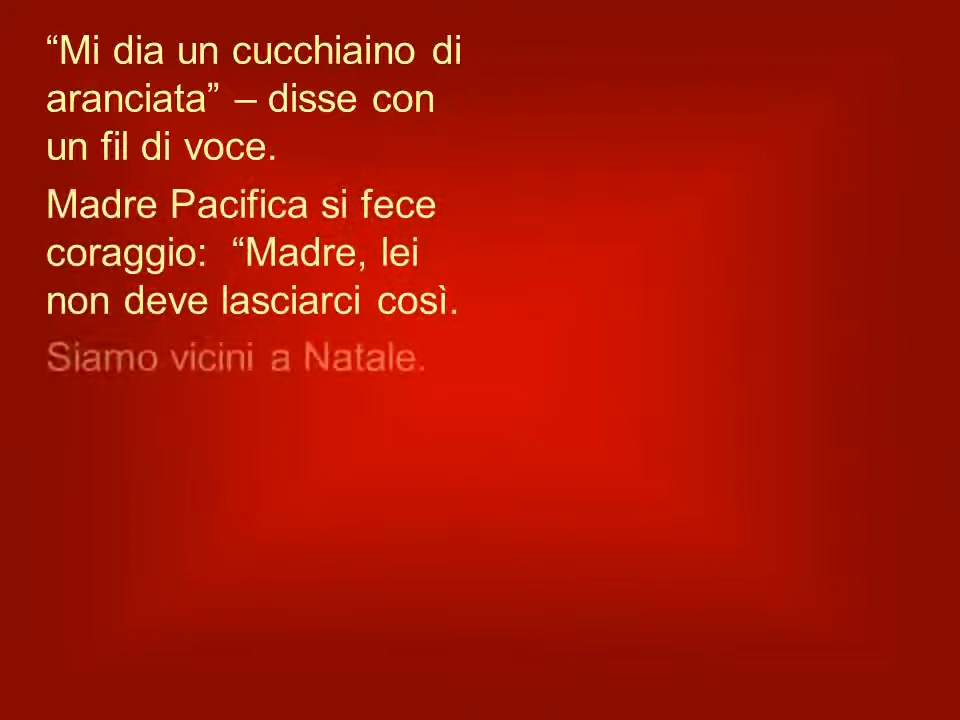 “Mi dia un cucchiaino di
aranciata” – disse con
un fil di voce.
Madre Pacifica si fece
coraggio: “Madre, lei
non deve lasciarci così.
Siamo vicini a Natale.